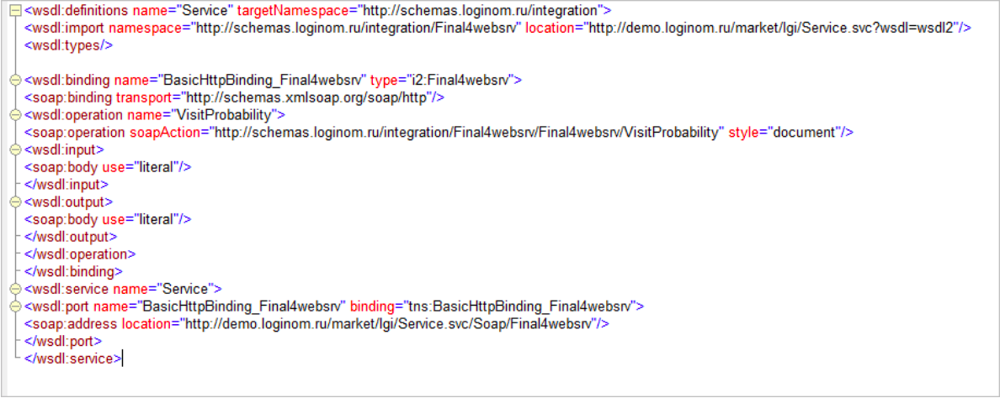 <wsdl:definitions name="Service" targetNamespace="http://schemas.loginom.ru/integration">
<wsdl:import namespace="http://schemas.loginom.ru/integration/Final4websrv" location="http://demo.loginom.ru/market/lgi/Service.svc?wsdl=wsdl2"/>
<wsdl:types/>
<wsdl:binding name="BasicHttpBinding_Final4websrv" type="i2:Final4websrv">
<soap:binding transport="http://schemas.xmlsoap.org/soap/http"/>
<wsdl:operation name="VisitProbability">
<soap:operation soapAction="http://schemas.loginom.ru/integration/Final4websrv/Final4websrv/VisitProbability" style="document"/>
<wsdl:input>
<soap:body use="literal"/>
</wsdl:input>
<wsdl:output>
<soap:body use="literal"/>
</wsdl:output>
</wsdl:operation>
</wsdl:binding>
<wsdl:service name="Service">
<wsdl:port name="BasicHttpBinding_Final4websrv" binding="tns:BasicHttpBinding_Final4websrv">
<soap:address location="http://demo.loginom.ru/market/lgi/Service.svc/Soap/Final4websrv"/>
</wsdl:port>
</wsdl:service>